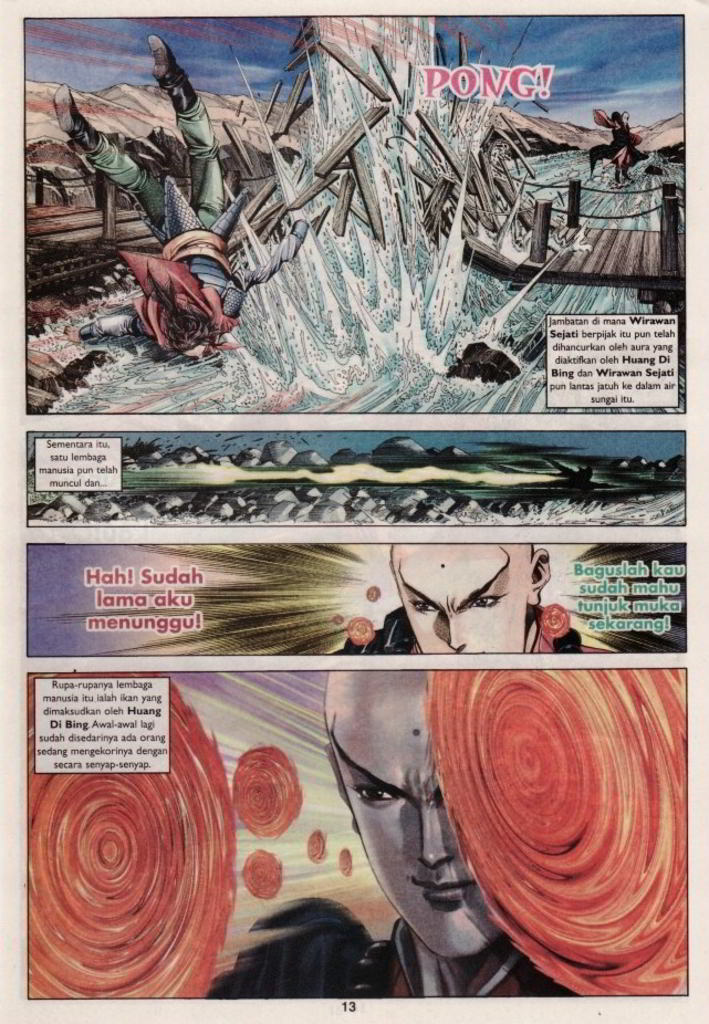 PONG!
Jambatan di mana Wirawan
Sejati berpijak itu pun telah
dihancurkan oleh aura yang
diaktifkan oleh Huang Di
Bing dan Wirawan Sejati
pun lantas jatuh ke dalam air
sungai itu.
Sementara itu,
satu lembaga
manusia pun telah
muncul dan...
Hah! Sudah
lama aku
menunggu!
Baguslah kau
sudah mahu
tunjuk muka
sekarang!
Rupa-rupanya lembaga
manusia itu ialah ikan yang
dimaksudkan oleh Huang
Di Bing. Awal-awal lagi
sudah disedarinya ada orang
sedang mengekorinya dengan
secara senyap-senyap.
13